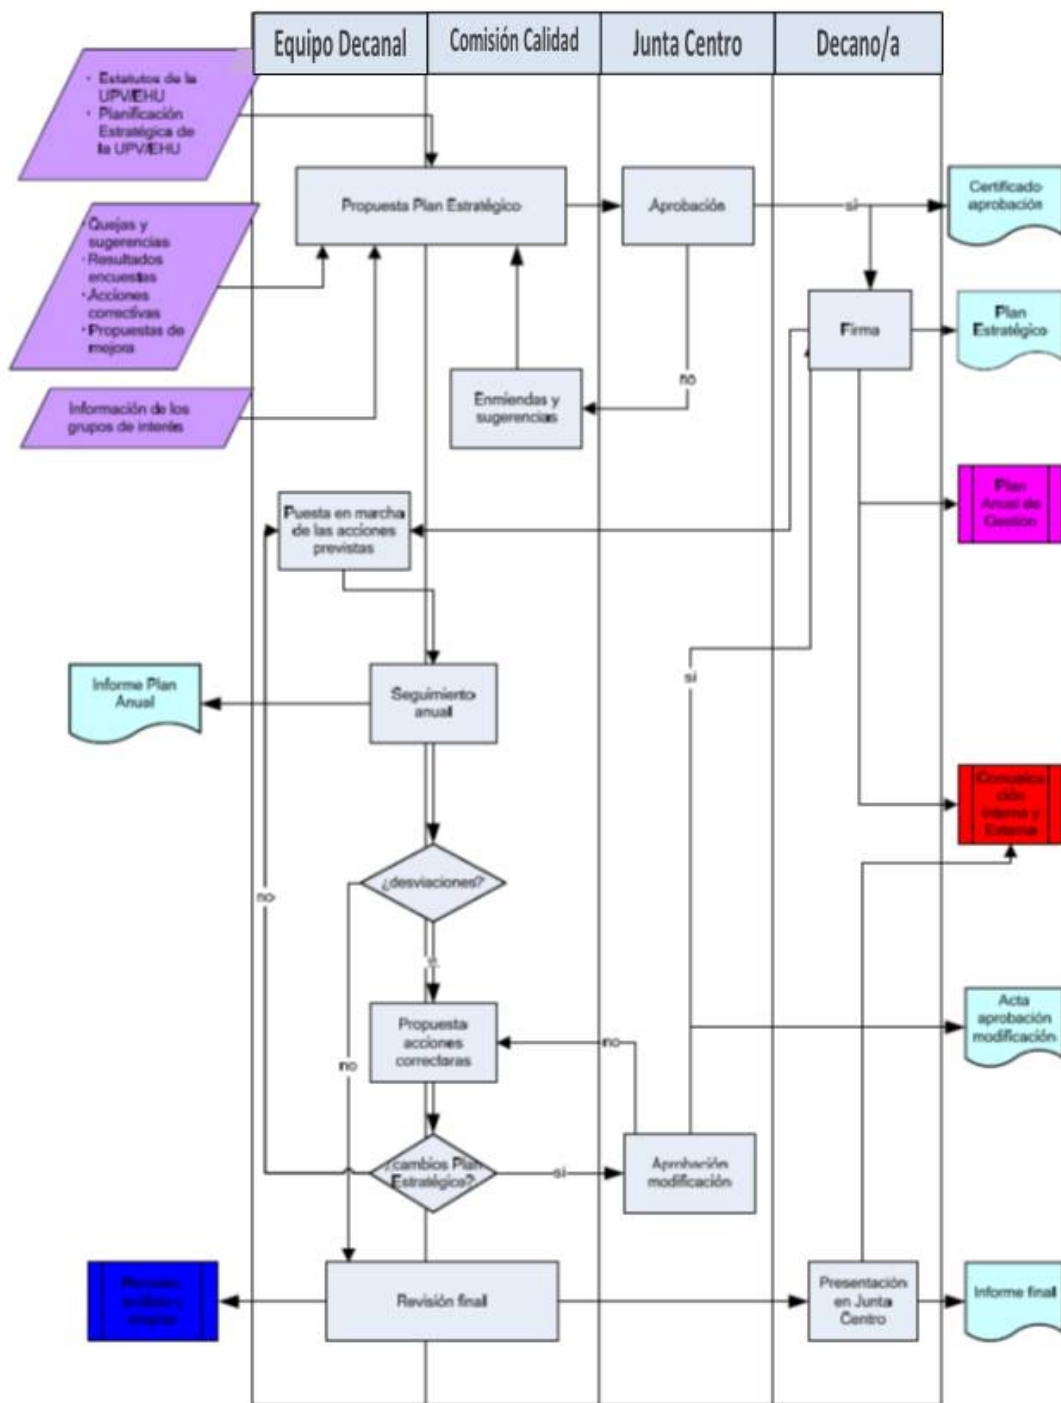 Equipo Decanal
Comisión Calidad
Junta Centro
Decano/a
• Estatutos de la
UPV/EHU
• Planificación
Estratégica de
la UPV/EHU
Propuesta Plan Estratégico
Aprobación
si
Certificado
aprobación
• Quejas y
sugerencias
• Resultados
encuestas
• Acciones
correctivas
• Propuestas de
mejora
Firma
Plan
Estratégico
no
Enmiendas y
sugerencias
Información de los
grupos de interés
Plan
Anual de
Gestión
Puesta en marcha
de las acciones
previstas
Informe Plan
Anual
Seguimiento
anual
si
Comunica
ción
interna y
Externa
¿desviaciones?
no
Acta
aprobación
modificación
Propuesta
acciones
correctoras
no
no
¿cambios Plan
Estratégico?
si
Aprobación
modificación
Revisión final
Presentación
en Junta
Centro
Informe final